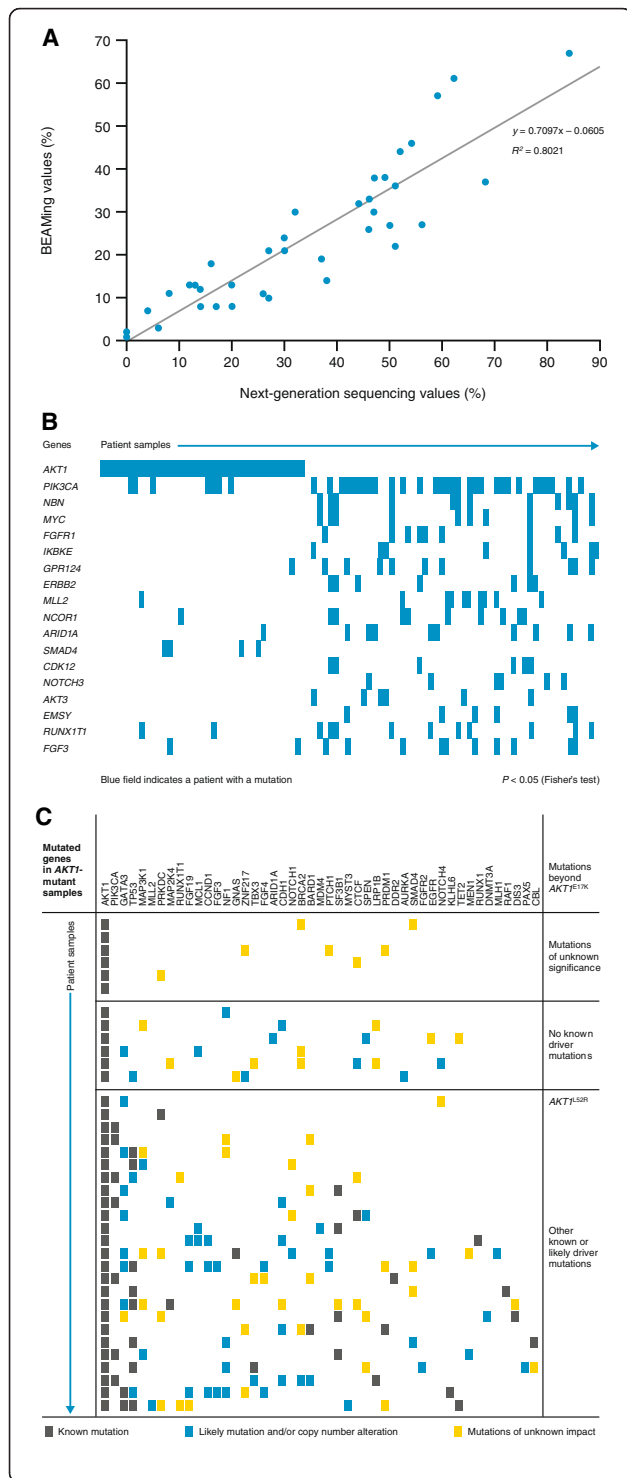 A
70
60
50
40
30
20
10
0
BEAMing values (%)
y = 0.7097x – 0.0605
R² = 0.8021
0 10 20 30 40 50 60 70 80 90
Next-generation sequencing values (%)
B
Genes Patient samples
AKT1
PIK3CA
NBN
MYC
FGFR1
IKBKE
GPR124
ERBB2
MLL2
NCOR1
ARID1A
SMAD4
CDK12
NOTCH3
AKT3
EMSY
RUNX1T1
FGF3
Blue field indicates a patient with a mutation P < 0.05 (Fisher's test)
C
Mutated
genes
in AKT1-
mutant
samples
AKT1
PIK3CA
GATA3
TP53
MAP3K1
MLL2
PRKDC
MAP2K4
RUNX1T1
FGF19
MCL1
CCND1
FGF3
NF1
GNAS
ZNF217
TBX3
FGF4
ARID1A
CDH1
NOTCH1
BRCA2
BARD1
MDM4
PTCH1
SF3B1
MYST3
CTCF
SPEN
LRP1B
PRDM1
DDR2
AURKA
SMAD4
FGFR2
EGFR
NOTCH4
KLHL6
TET2
MEN1
RUNX1
DNMT3A
MLH1
RAF1
DIS3
PAX5
CBL
Mutations
beyond
AKT1E17K
Patient samples
Mutations
of unknown
significance
No known
driver
mutations
AKT1L52R
Other
known or
likely driver
mutations
Known mutation Likely mutation and/or copy number alteration Mutations of unknown impact